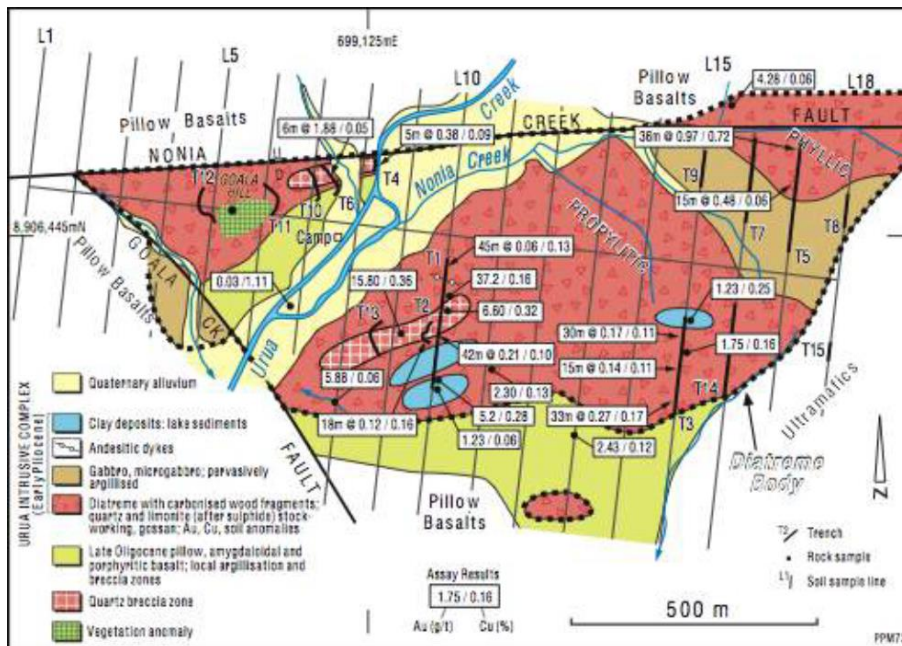 L1
699,125mE
L5
L10
Pillow
Basalts
L15
4.28 / 0.06
L18
Pillow Basalts
6m @ 1.88 / 0.05
5m @ 0.38 / 0.09
Creek
CREEK
36m @ 0.97 / 0.72
FAULT
NONIA
U
D
PHYLLIC
T12
GOALA
HILL
T4
Nonia Creek
T9
T10
T6
15m @ 0.48 / 0.06
T11
PROPYLITIC
8,906,445mN
Camp
T7
T8
T5
GOALA
Pillow Basalts
T1
45m @ 0.06 / 0.13
0.03 / 1.11
15.80 / 0.36
37.2 / 0.16
1.23 / 0.25
T2
6.60 / 0.32
T13
CK
Urua
30m @ 0.17 / 0.11
1.75 / 0.16
42m @ 0.21 / 0.10
T15
15m @ 0.14 / 0.11
5.88 / 0.06
2.30 / 0.13
T14
Ultramafics
18m @ 0.12 / 0.16
5.2 / 0.28
33m @ 0.27 / 0.17
T3
FAULT
1.23 / 0.06
2.43 / 0.12
Diatreme
Body
Pillow
Basalts
N
URUA INTRUSIVE COMPLEX
(Early Pliocene)
Quaternary alluvium
Clay deposits: lake sediments
Andesitic dykes
Gabbro, microgabbro; pervasively
argillised
Diatreme with carbonised wood fragments;
quartz and limonite (after sulphide) stock-
working, gossan; Au, Cu, soil anomalies
Late Oligocene pillow, amygdaloidal and
porphyritic basalt; local argillisation and
breccia zones
Quartz breccia zone
Vegetation anomaly
Assay Results
1.75 / 0.16
Au (g/t) Cu (%)
T2 Trench
Rock sample
L1 Soil sample line
500 m